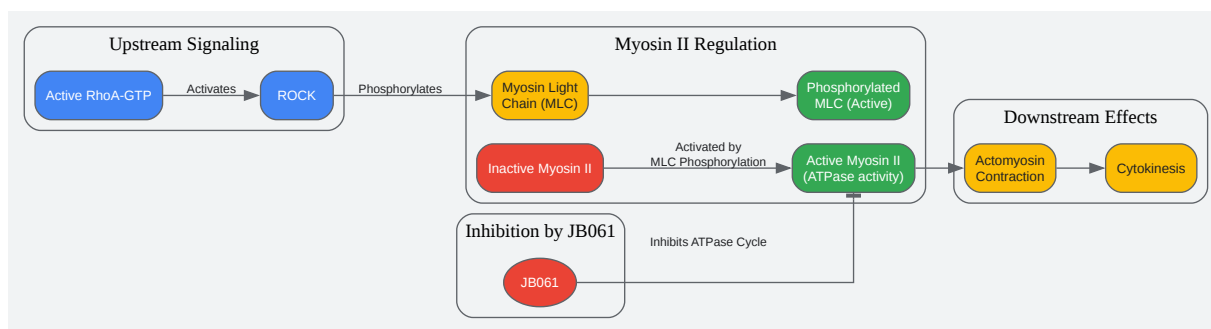 Upstream Signaling
Active RhoA-GTP
Activates
ROCK
Phosphorylates
Myosin II Regulation
Myosin Light
Chain (MLC)
Phosphorylated
MLC (Active)
Inactive Myosin II
Activated by
MLC Phosphorylation
Active Myosin II
(ATPase activity)
Downstream Effects
Actomyosin
Contraction
Cytokinesis
Inhibition by JB061
JB061
Inhibits ATPase Cycle